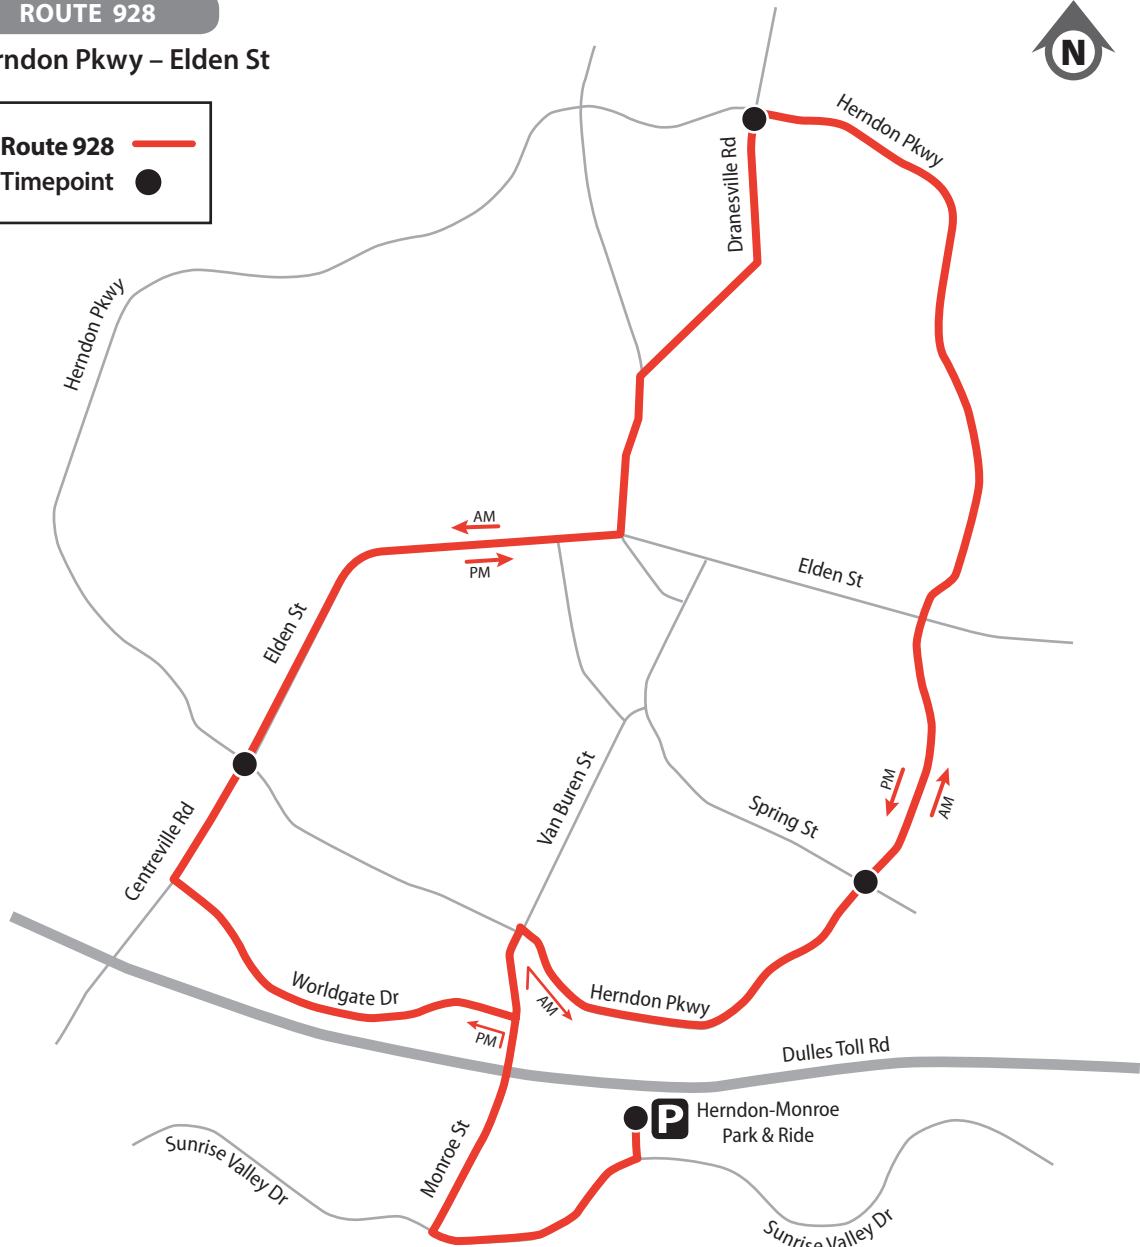 ROUTE 928
rndon Pkwy – Elden St
N
Route 928
Timepoint
Herndon Pkwy
Dranesville Rd
Herndon Pkwy
AM
PM
Elden St
Elden St
PM
AM
Van Buren St
Spring St
Centreville Rd
Worldgate Dr
AM
Herndon Pkwy
PM
Dulles Toll Rd
P
Herndon-Monroe
Park & Ride
Monroe St
Sunrise Valley Dr
Sunrise Valley Dr